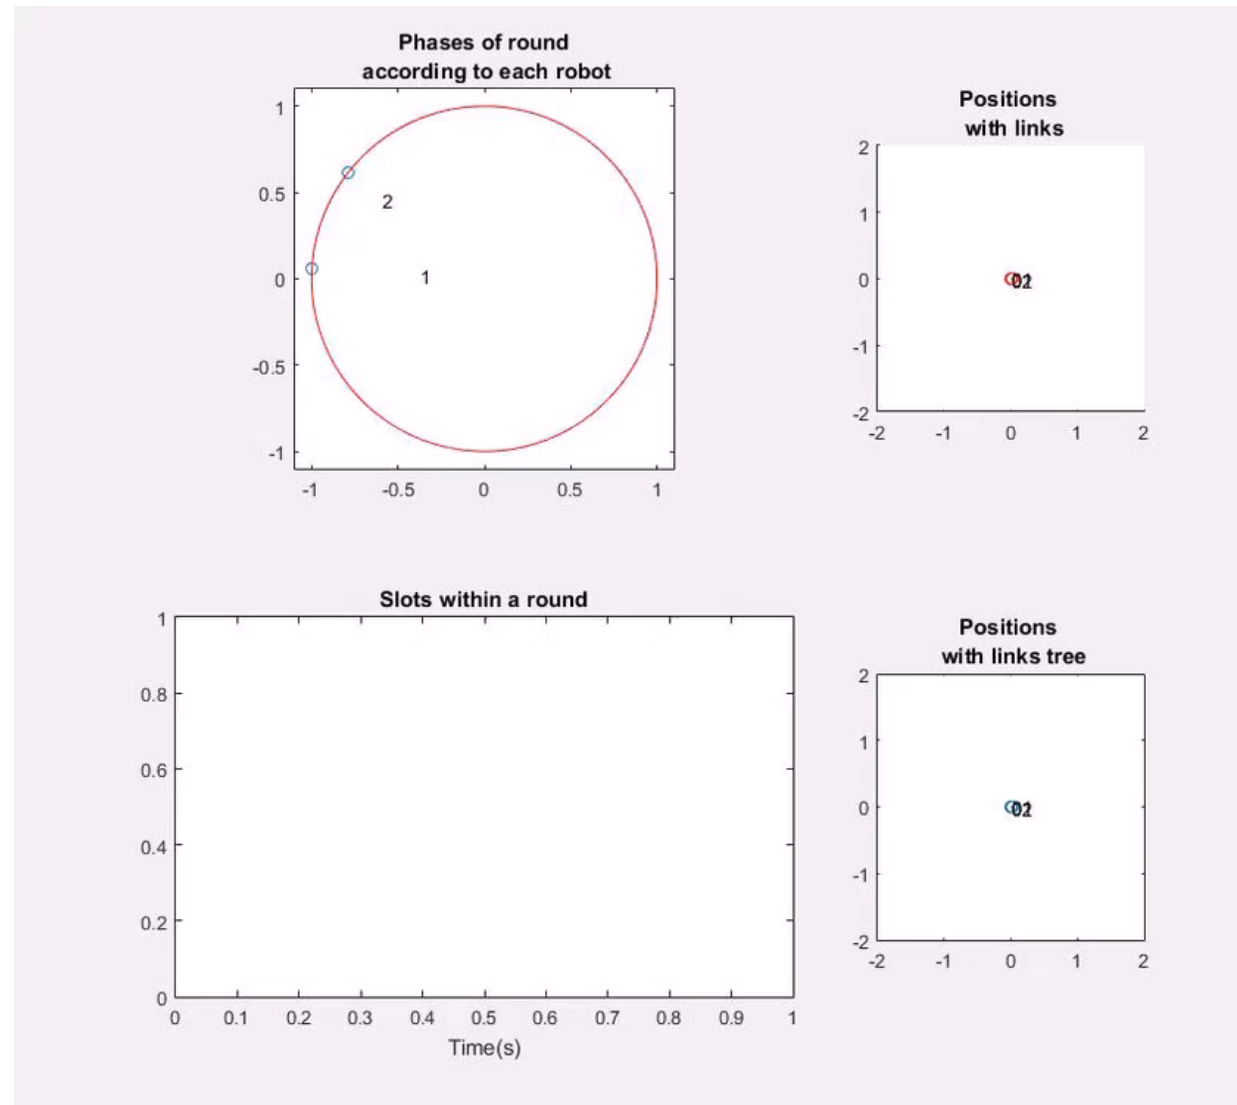 Phases of round
according to each robot
1
0.5
0
-0.5
-1
2
1
-1 -0.5 0 0.5 1
Positions
with links
2
1
0
-1
-2
-2 -1 0 1 2
Slots within a round
1
0.8
0.6
0.4
0.2
0
0 0.1 0.2 0.3 0.4 0.5 0.6 0.7 0.8 0.9 1
Time(s)
Positions
with links tree
2
1
0
-1
-2
-2 -1 0 1 2